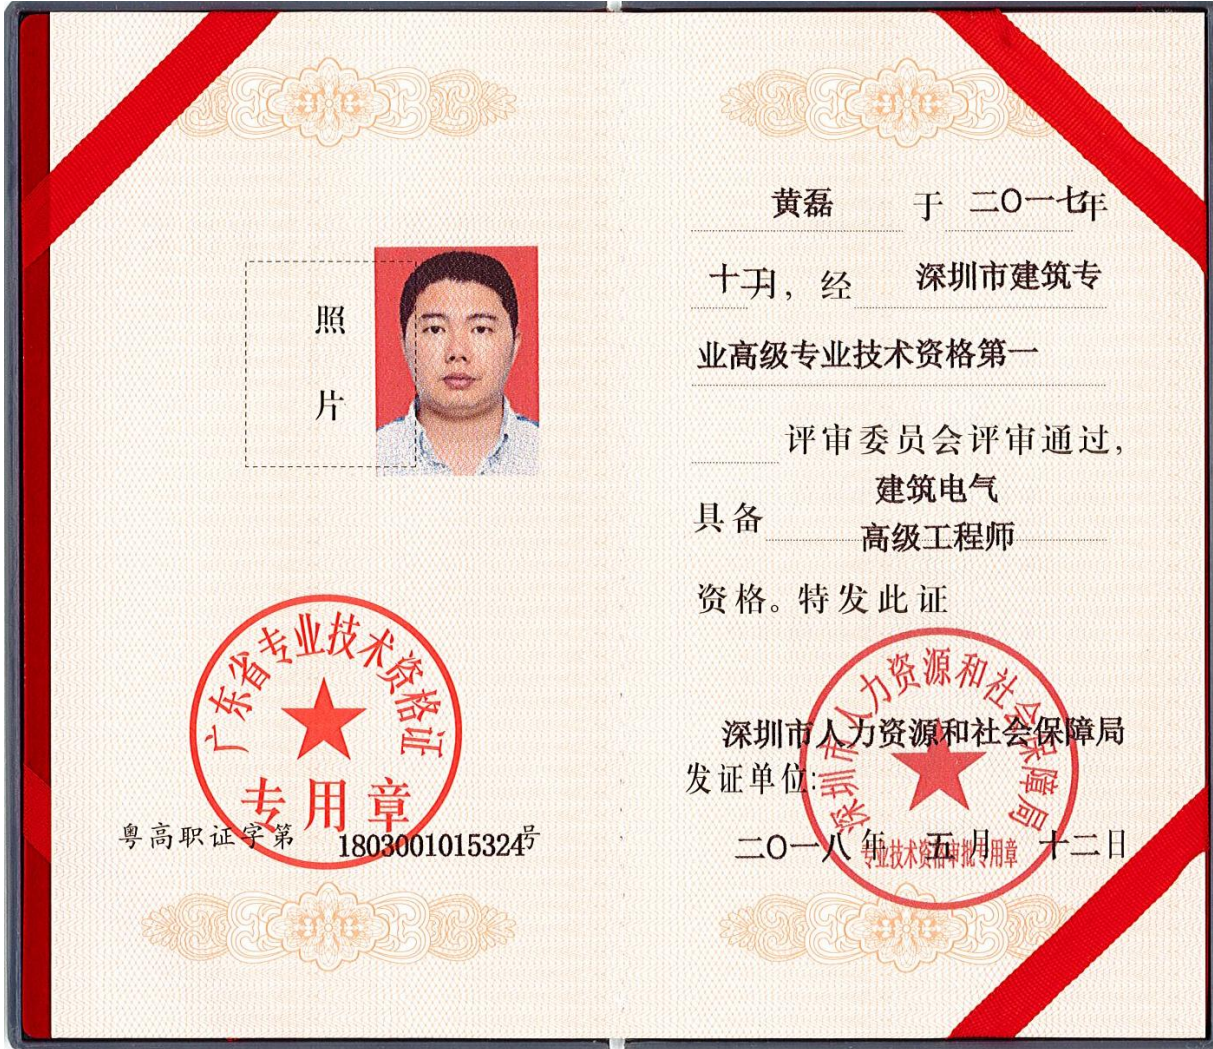 照
片
广东省专业技术资格证
专用章
粤高职证字第 1803001015324号
黄磊 于 二〇一七年
十二月，经 深圳市建筑专
业高级专业技术资格第一
评审委员会评审通过，
具备 建筑电气
高级工程师
资格。特发此证
深圳市人力资源和社会保障局
深圳市人力资源和社会保障局
发证单位：
二〇一八年 五月 十二日
专业技术资格审批专用章